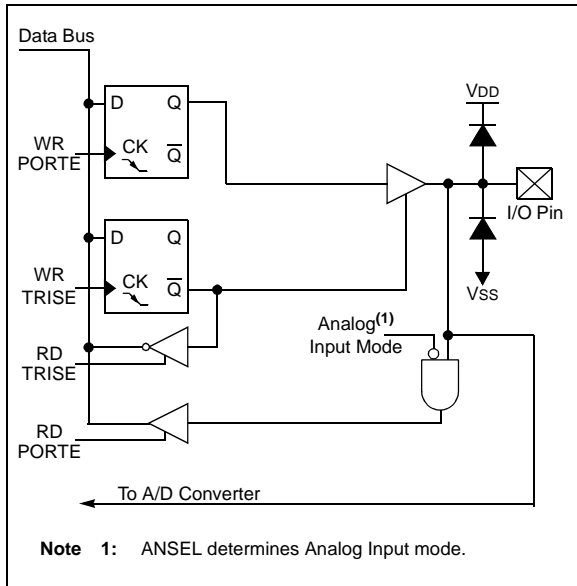 Data Bus
D Q
WR
PORTE
CK
Q
VDD
I/O Pin
VSS
D Q
WR
TRISE
CK
Q
RD
TRISE
Analog(1)
Input Mode
RD
PORTE
To A/D Converter
Note 1: ANSEL determines Analog Input mode.